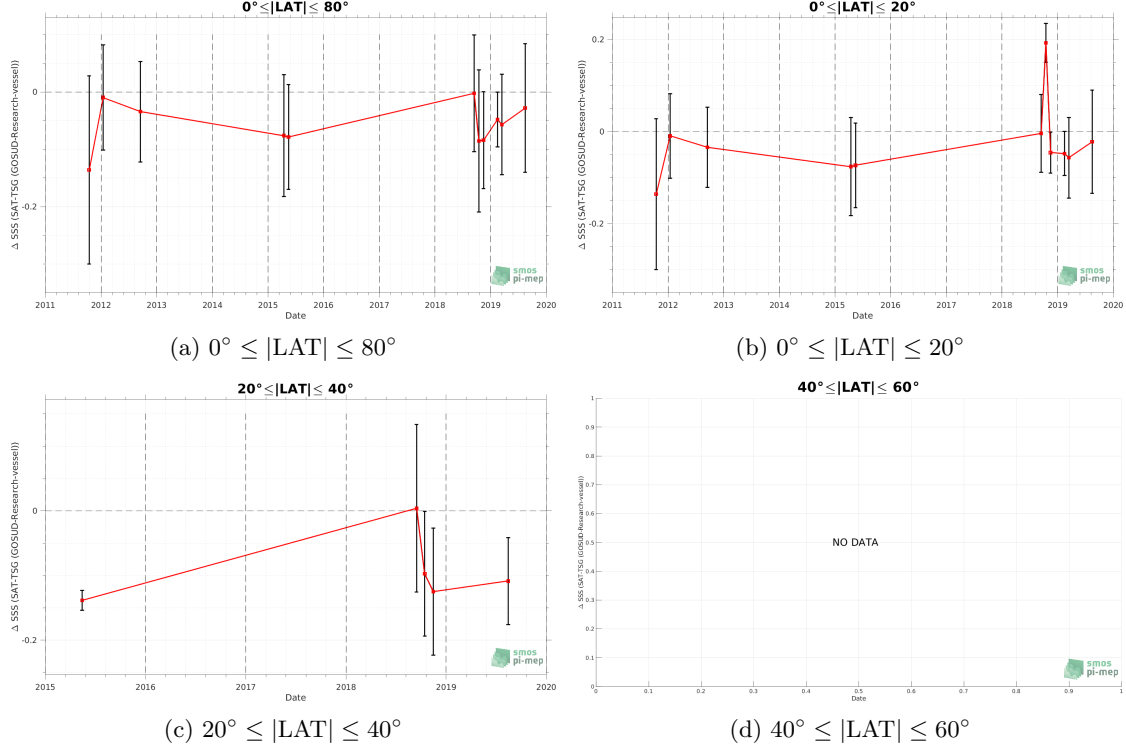 0°≤|LAT|≤ 80°
Δ SSS (SAT-TSG (GOSUD-Research-vessel))
0
-0.2
2011 2012 2013 2014 2015 2016 2017 2018 2019 2020
Date
smos
pi-mep
(a) 0° ≤ |LAT| ≤ 80°
0°≤|LAT|≤ 20°
Δ SSS (SAT-TSG (GOSUD-Research-vessel))
0.2
0
-0.2
2011 2012 2013 2014 2015 2016 2017 2018 2019 2020
Date
smos
pi-mep
(b) 0° ≤ |LAT| ≤ 20°
20°≤|LAT|≤ 40°
Δ SSS (SAT-TSG (GOSUD-Research-vessel))
0
-0.2
2015 2016 2017 2018 2019 2020
Date
smos
pi-mep
(c) 20° ≤ |LAT| ≤ 40°
40°≤|LAT|≤ 60°
Δ SSS (SAT-TSG (GOSUD-Research-vessel))
1
0.9
0.8
0.7
0.6
0.5
0.4
0.3
0.2
0.1
0
NO DATA
0 0.1 0.2 0.3 0.4 0.5 0.6 0.7 0.8 0.9 1
Date
smos
pi-mep
(d) 40° ≤ |LAT| ≤ 60°